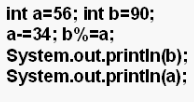 int a=56; int b=90;
a-=34; b%=a;
System.out.println(b);
System.out.println(a);